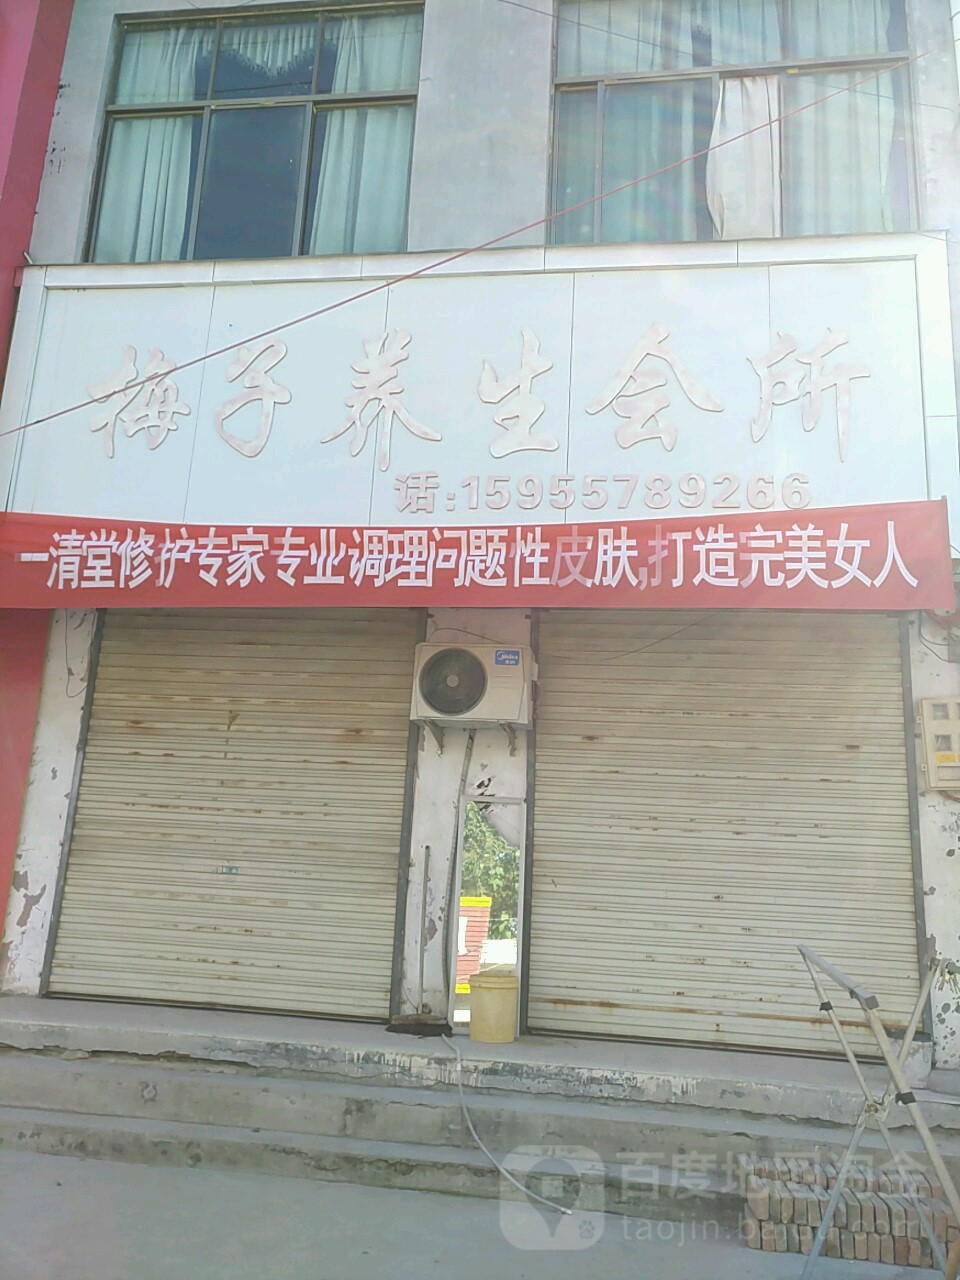 梅子养生会所
话:15955789266
一清堂修护专家专业调理问题性皮肤,打造完美女人
Midea
百度地图淘金
taojin.baidu.com